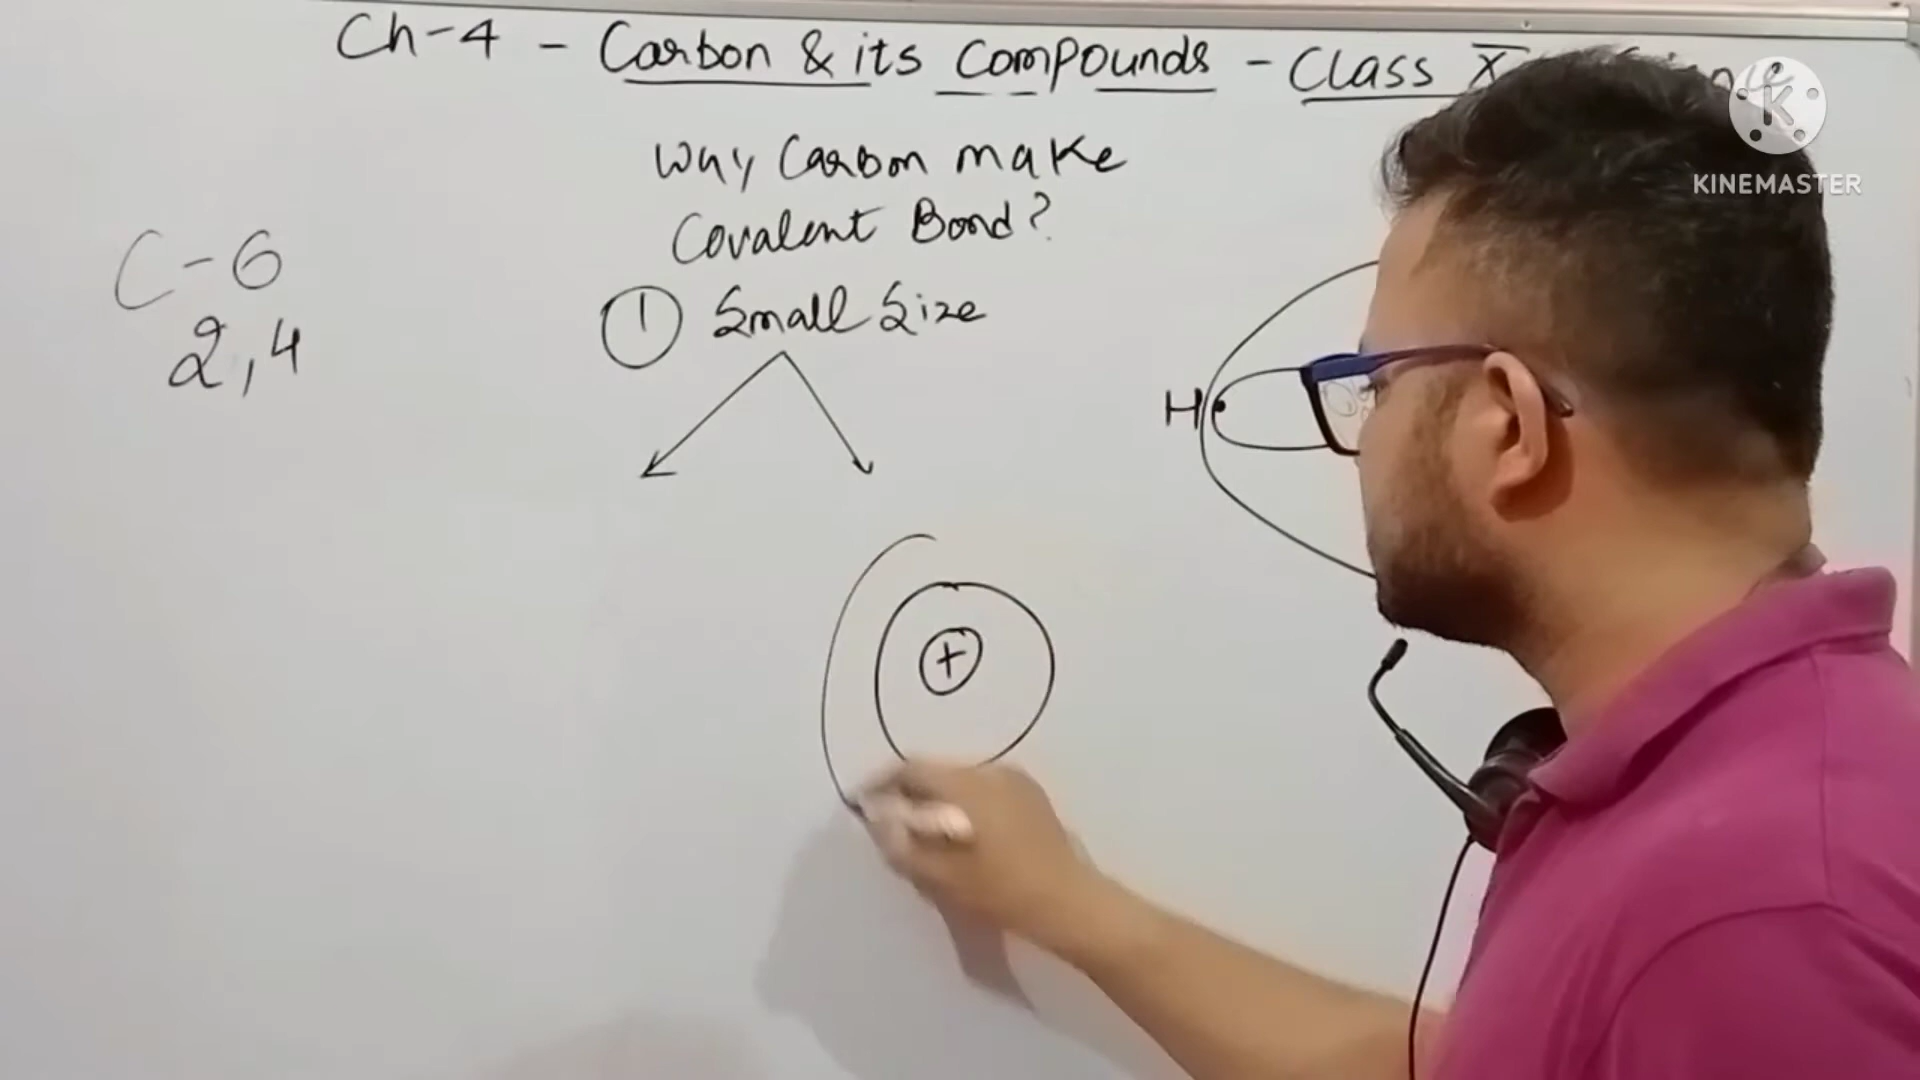 Ch-4 - Carbon & its Compounds - Class X
Why Carbon make
Covalent Bond?
C-6
2,4
1 Small Size
H
+
K
KINEMASTER